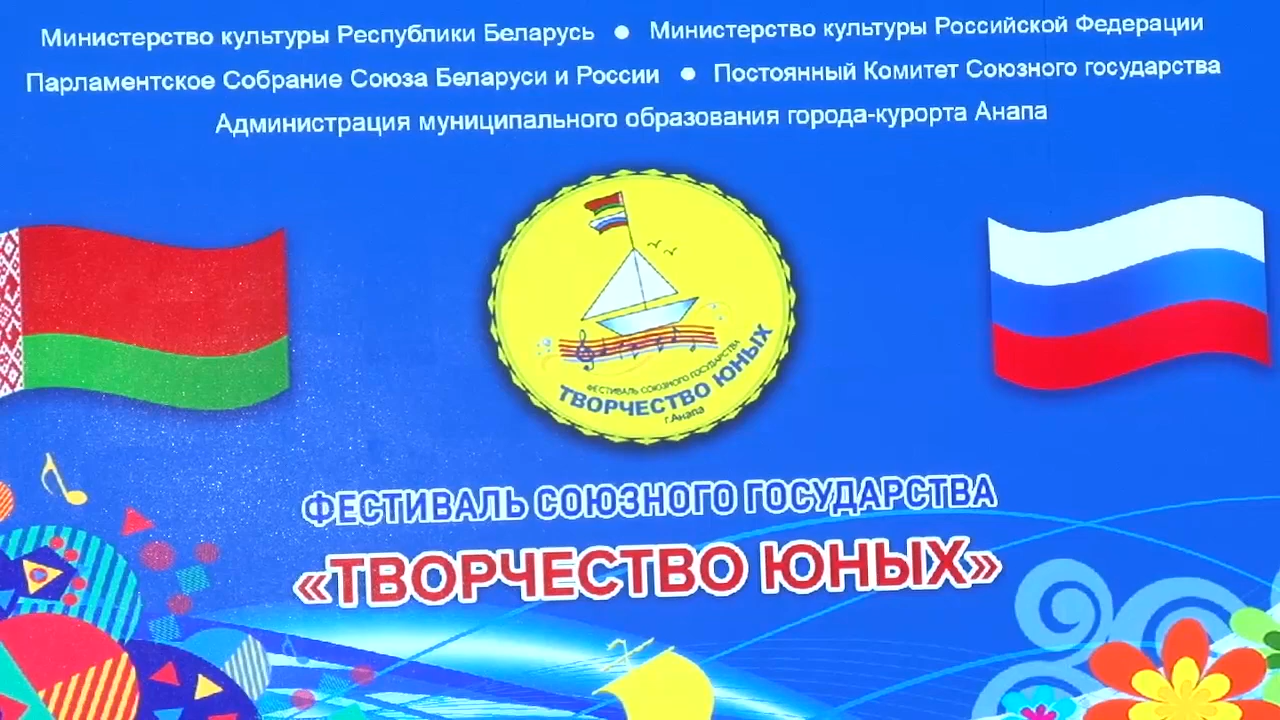 Министерство культуры Республики Беларусь ● Министерство культуры Российской Федерации
Парламентское Собрание Союза Беларуси и России ● Постоянный Комитет Союзного государства
Администрация муниципального образования города-курорта Анапа
ФЕСТИВАЛЬ СОЮЗНОГО ГОСУДАРСТВА
ТВОРЧЕСТВО ЮНЫХ
г.Анапа
ФЕСТИВАЛЬ СОЮЗНОГО ГОСУДАРСТВА
«ТВОРЧЕСТВО ЮНЫХ»